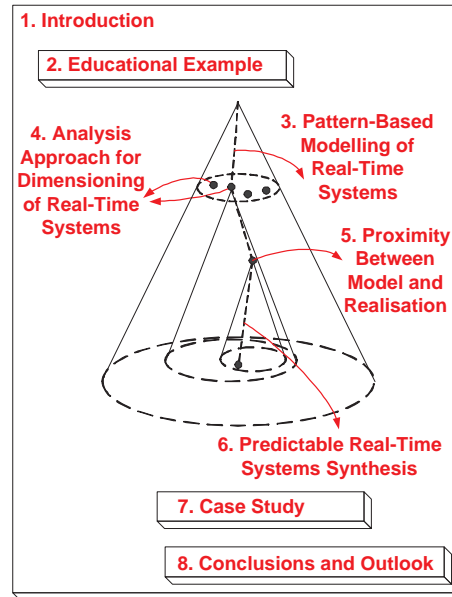 1. Introduction
2. Educational Example
3. Pattern-Based
Modelling of
Real-Time
Systems
4. Analysis
Approach for
Dimensioning
of Real-Time
Systems
5. Proximity
Between
Model and
Realisation
6. Predictable Real-Time
Systems Synthesis
7. Case Study
8. Conclusions and Outlook